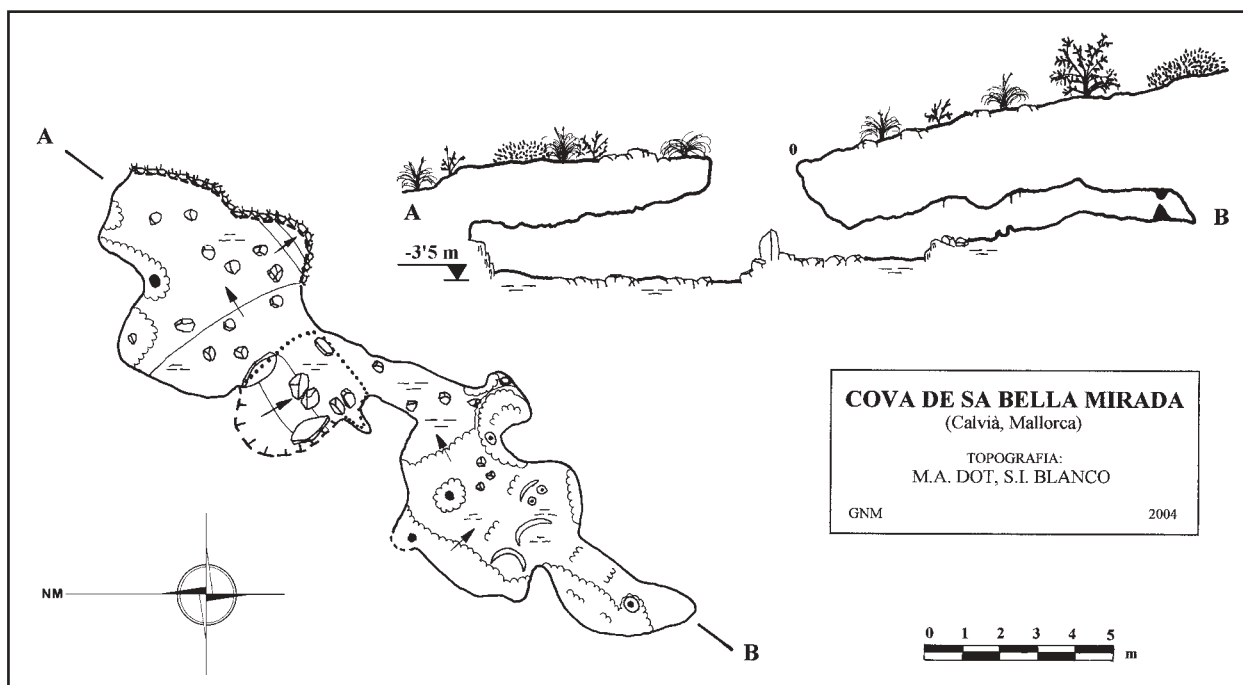 A
0
A
-3'5 m
B
COVA DE SA BELLA MIRADA
(Calvià, Mallorca)
TOPOGRAFIA:
M.A. DOT, S.I. BLANCO
GNM 2004
NM
B
0 1 2 3 4 5
m